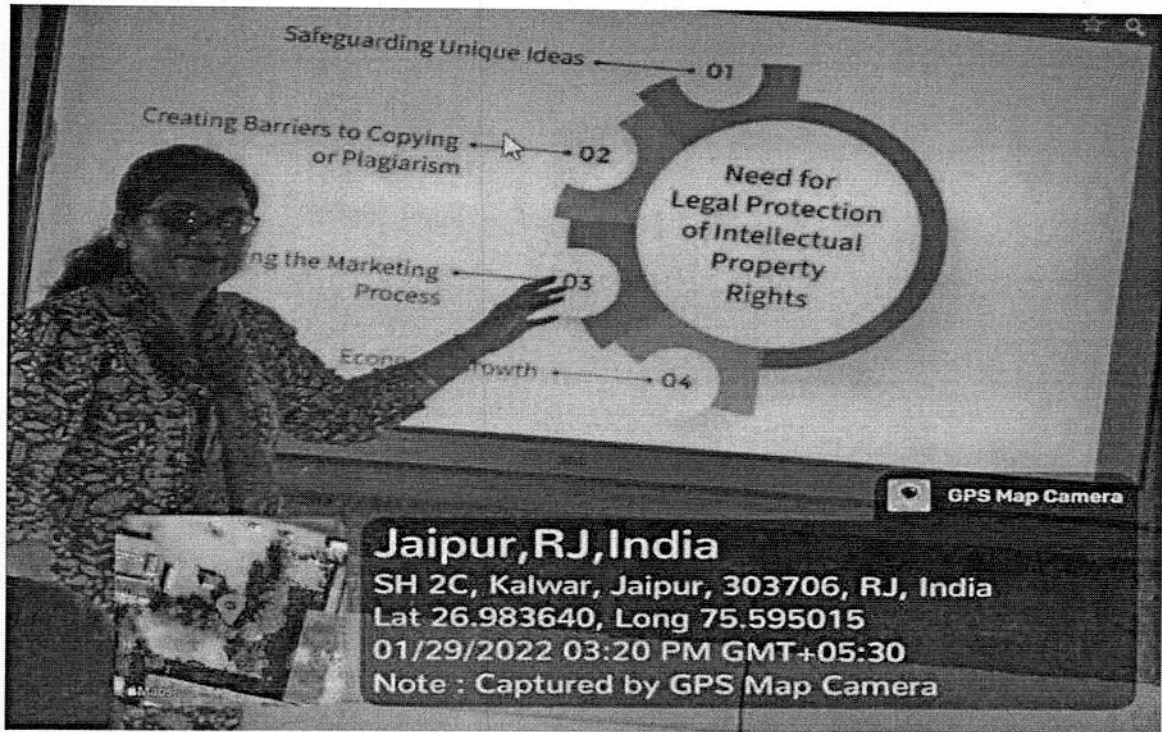 Safeguarding Unique Ideas
01
Creating Barriers to Copying
or Plagiarism
02
ng the Marketing
Process
03
Growth
04
Need for
Legal Protection
of Intellectual
Property
Rights
GPS Map Camera
Jaipur,RJ,India
SH 2C, Kalwar, Jaipur, 303706, RJ, India
Lat 26.983640, Long 75.595015
01/29/2022 03:20 PM GMT+05:30
Note : Captured by GPS Map Camera
Maps